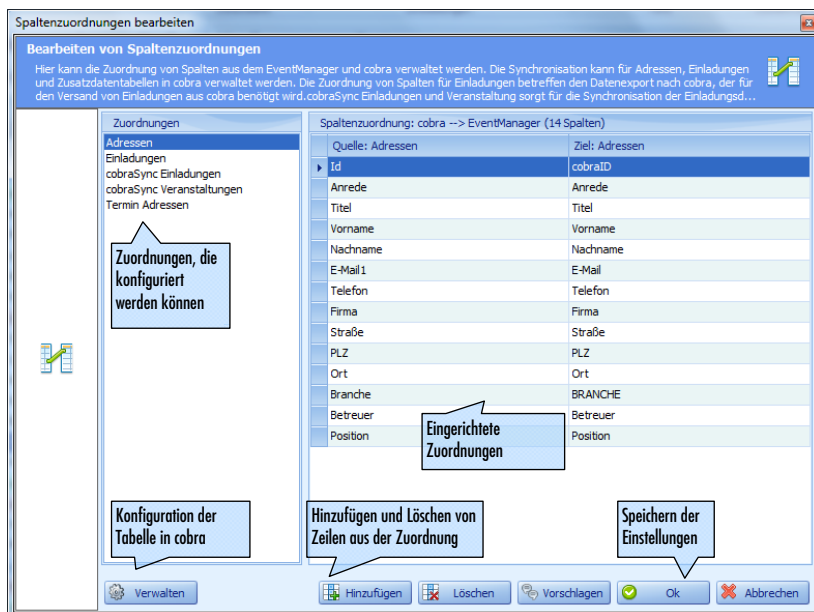 Spaltenzuordnungen bearbeiten
Bearbeiten von Spaltenzuordnungen
Hier kann die Zuordnung von Spalten aus dem EventManager und cobra verwaltet werden. Die Synchronisation kann für Adressen, Einladungen
und Zusatzdatentabellen in cobra verwaltet werden. Die Zuordnung von Spalten für Einladungen betreffen den Datenexport nach cobra, der für
den Versand von Einladungen aus cobra benötigt wird.cobraSync Einladungen und Veranstaltung sorgt für die Synchronisation der Einladungsd...
Zuordnungen
Adressen
Einladungen
cobraSync Einladungen
cobraSync Veranstaltungen
Termin Adressen
Zuordnungen, die
konfiguriert
werden können
Spaltenzuordnung: cobra --> EventManager (14 Spalten)
Quelle: Adressen Ziel: Adressen
Id cobraID
Anrede Anrede
Titel Titel
Vorname Vorname
Nachname Nachname
E-Mail1 E-Mail
Telefon Telefon
Firma Firma
Straße Straße
PLZ PLZ
Ort Ort
Branche BRANCHE
Betreuer Betreuer
Position Position
Eingerichtete
Zuordnungen
Konfiguration der
Tabelle in cobra
Hinzufügen und Löschen von
Zeilen aus der Zuordnung
Speichern der
Einstellungen
Verwalten Hinzufügen Löschen Vorschlagen Ok Abbrechen